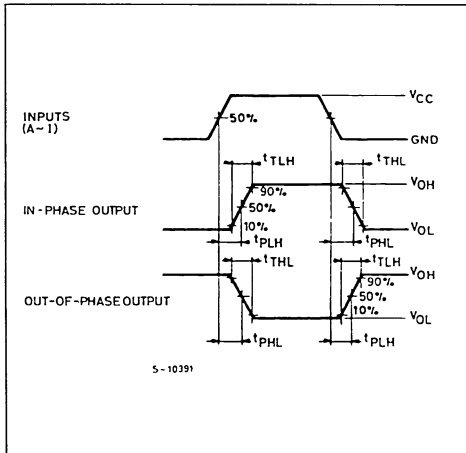 VCC
INPUTS
(A~I)
50%
GND
tTLH
tTHL
VOH
90%
50%
10%
IN-PHASE OUTPUT
VOL
tPLH
tPHL
tTHL
tTLH
VOH
90%
50%
10%
OUT-OF-PHASE OUTPUT
VOL
tPHL
tPLH
S-10391